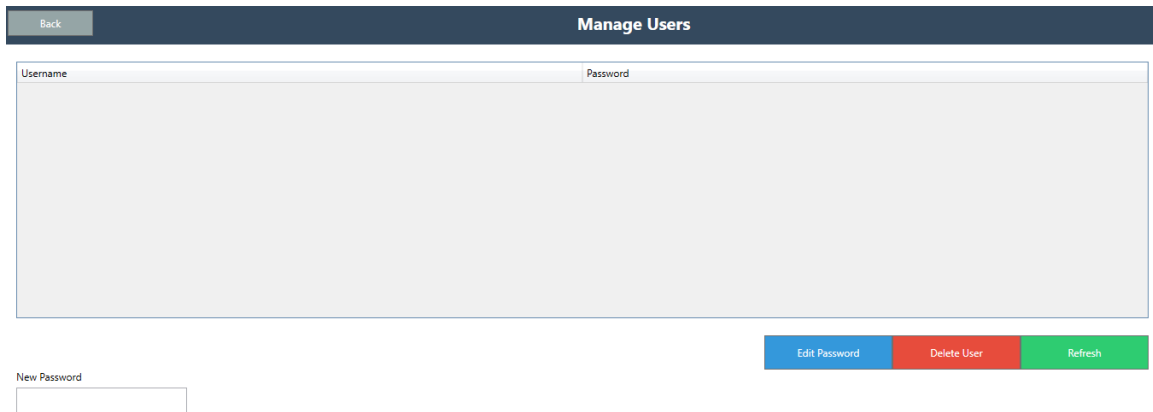 Back
Manage Users
Username Password
Edit Password Delete User Refresh
New Password